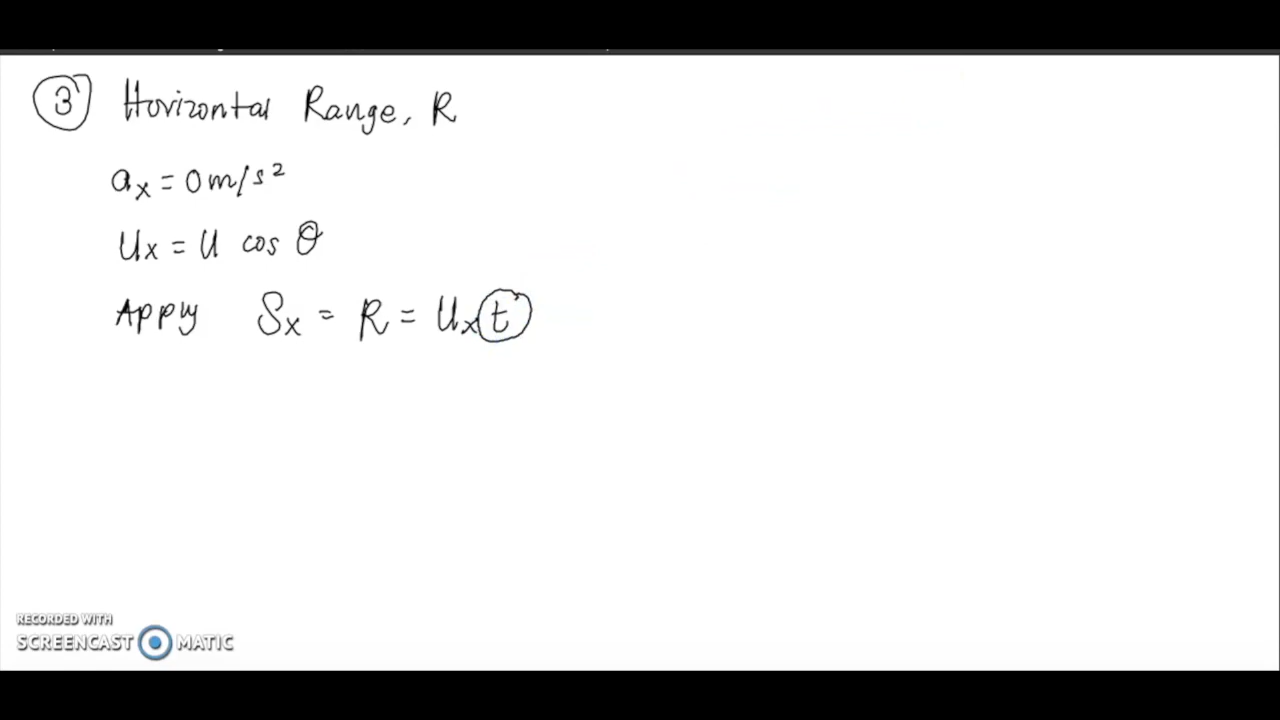 ③ Horizontal Range, R
aₓ = 0 m/s²
uₓ = u cos θ
Apply Sₓ = R = uₓ t
RECORDED WITH
SCREENCAST MATIC